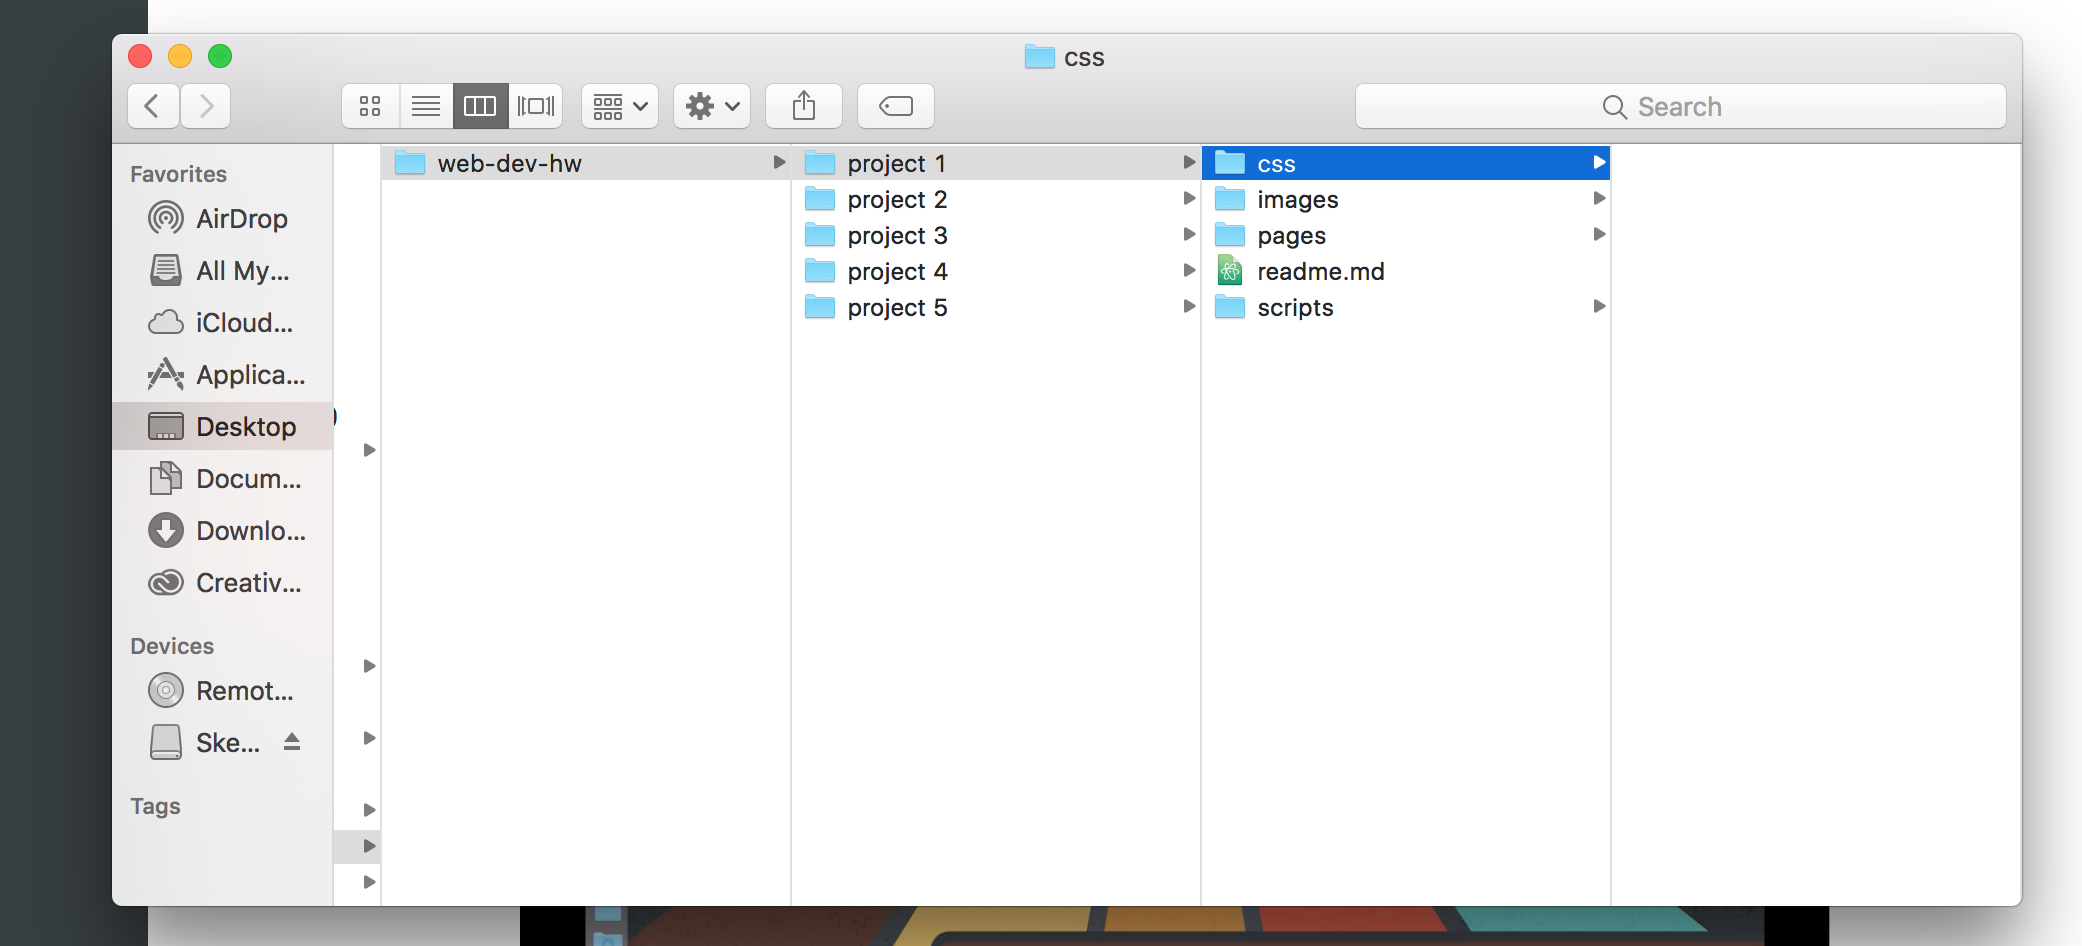 css
Search
Favorites
AirDrop
All My...
iCloud...
Applica...
Desktop
Docum...
Downlo...
Creativ...
Devices
Remot...
Ske...
Tags
web-dev-hw
project 1
project 2
project 3
project 4
project 5
css
images
pages
readme.md
scripts